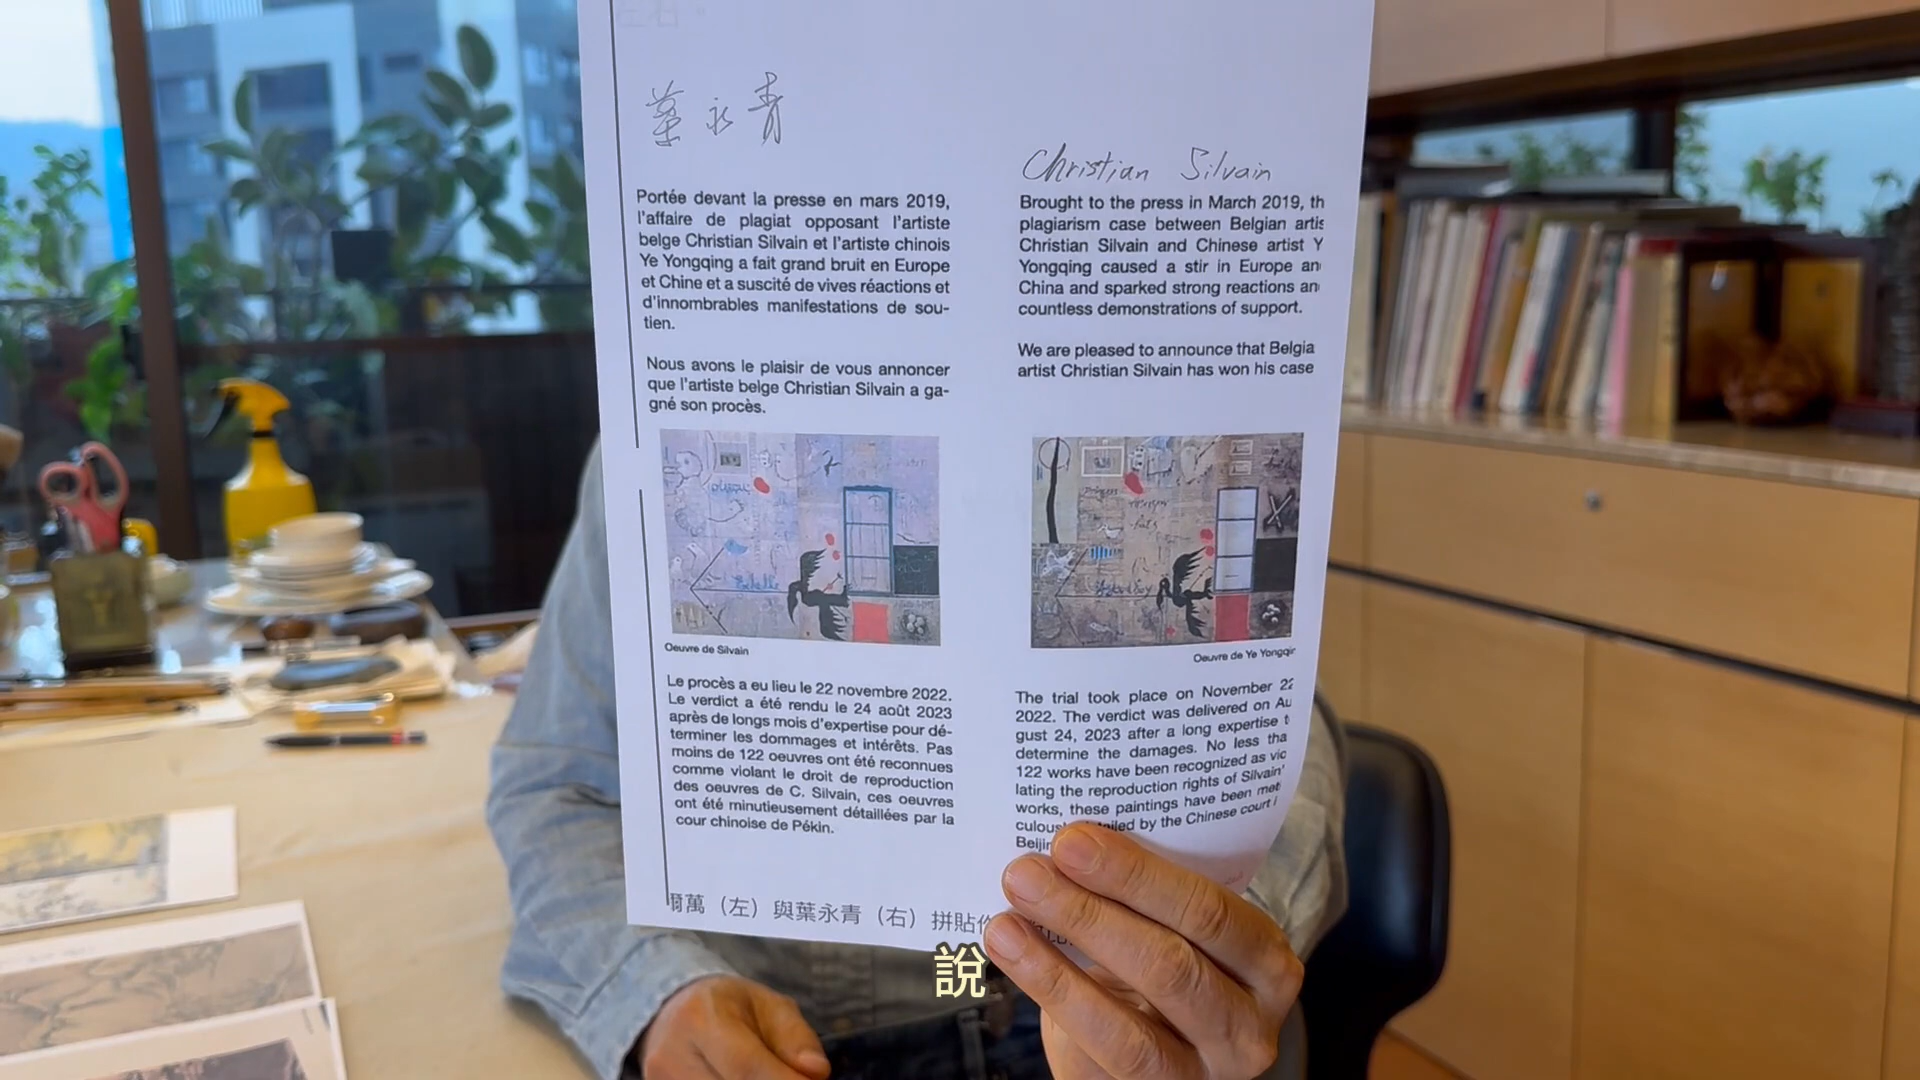 葉永青
Portée devant la presse en mars 2019,
l'affaire de plagiat opposant l'artiste
belge Christian Silvain et l'artiste chinois
Ye Yongqing a fait grand bruit en Europe
et Chine et a suscité de vives réactions et
d'innombrables manifestations de sou-
tien.
Nous avons le plaisir de vous annoncer
que l'artiste belge Christian Silvain a ga-
gné son procès.
Oeuvre de Silvain
Le procès a eu lieu le 22 novembre 2022.
Le verdict a été rendu le 24 août 2023
après de longs mois d'expertise pour dé-
terminer les dommages et intérêts. Pas
moins de 122 oeuvres ont été reconnues
comme violant le droit de reproduction
des oeuvres de C. Silvain, ces oeuvres
ont été minutieusement détaillées par la
cour chinoise de Pékin.
Christian Silvain
Brought to the press in March 2019, th
plagiarism case between Belgian artis
Christian Silvain and Chinese artist Y
Yongqing caused a stir in Europe an
China and sparked strong reactions an
countless demonstrations of support.
We are pleased to announce that Belgia
artist Christian Silvain has won his case
Oeuvre de Ye Yongqin
The trial took place on November 22
2022. The verdict was delivered on Au
gust 24, 2023 after a long expertise t
determine the damages. No less tha
122 works have been recognized as vio
lating the reproduction rights of Silvain'
works, these paintings have been met
culous iled by the Chinese court i
Beijin
爾萬（左）與葉永青（右）拼貼作
說